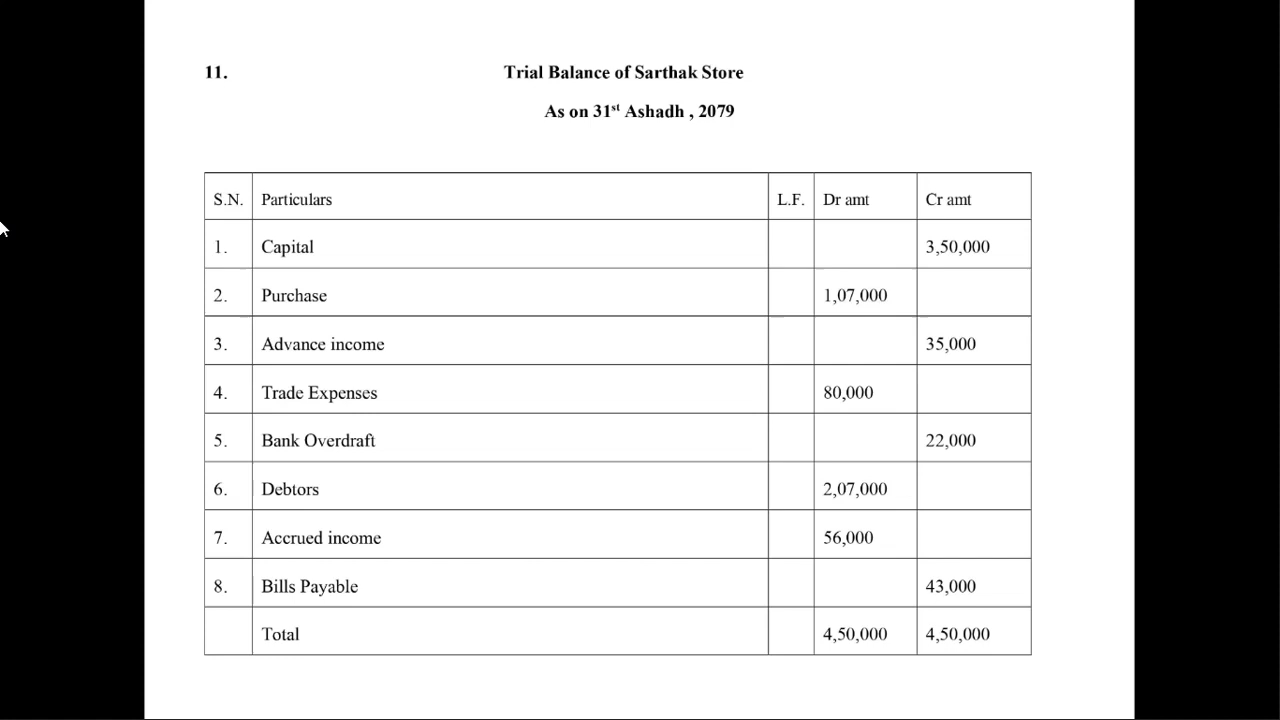 11. Trial Balance of Sarthak Store
As on 31st Ashadh , 2079
S.N. Particulars L.F. Dr amt Cr amt
1. Capital 3,50,000
2. Purchase 1,07,000
3. Advance income 35,000
4. Trade Expenses 80,000
5. Bank Overdraft 22,000
6. Debtors 2,07,000
7. Accrued income 56,000
8. Bills Payable 43,000
Total 4,50,000 4,50,000